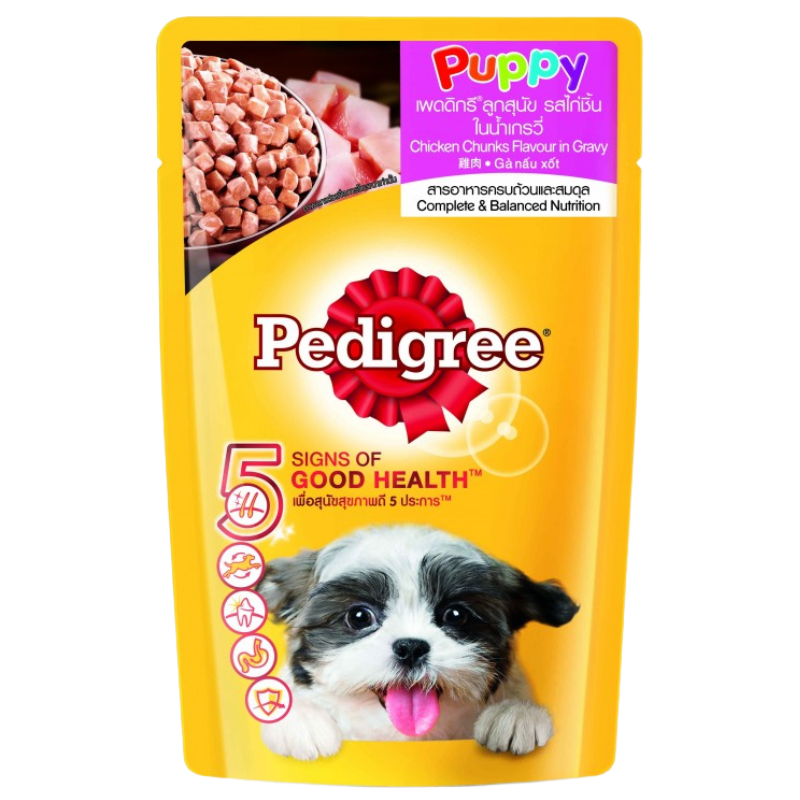 Puppy
เพดดิกรี® ลูกสุนัข รสไก่ชิ้น
ในน้ำเกรวี่
Chicken Chunks Flavour in Gravy
雞肉 • Gà nấu xốt
สารอาหารครบถ้วนและสมดุล
Complete & Balanced Nutrition
Pedigree®
5 SIGNS OF
GOOD HEALTH™
เพื่อสุนัขสุขภาพดี 5 ประการ™